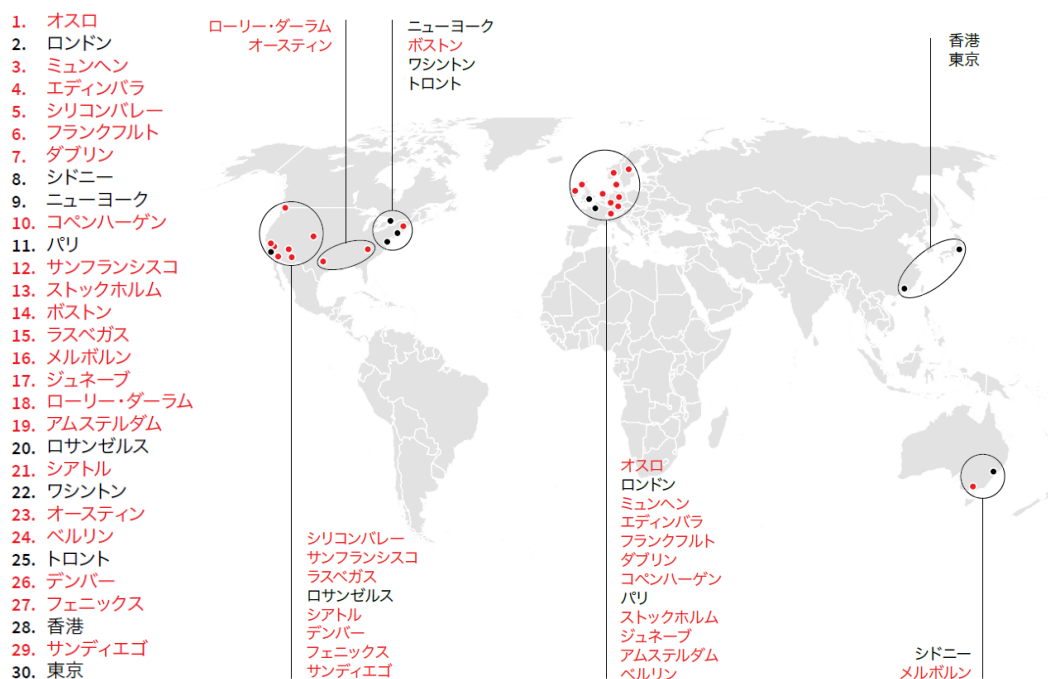 1. オスロ
2. ロンドン
3. ミュンヘン
4. エディンバラ
5. シリコンバレー
6. フランクフルト
7. ダブリン
8. シドニー
9. ニューヨーク
10. コペンハーゲン
11. パリ
12. サンフランシスコ
13. ストックホルム
14. ボストン
15. ラスベガス
16. メルボルン
17. ジュネーブ
18. ローリー・ダーラム
19. アムステルダム
20. ロサンゼルス
21. シアトル
22. ワシントン
23. オースティン
24. ベルリン
25. トロント
26. デンバー
27. フェニックス
28. 香港
29. サンディエゴ
30. 東京
ローリー・ダーラム
オースティン
ニューヨーク
ボストン
ワシントン
トロント
香港
東京
シリコンバレー
サンフランシスコ
ラスベガス
ロサンゼルス
シアトル
デンバー
フェニックス
サンディエゴ
オスロ
ロンドン
ミュンヘン
エディンバラ
フランクフルト
ダブリン
コペンハーゲン
パリ
ストックホルム
ジュネーブ
アムステルダム
ベルリン
シドニー
メルボルン